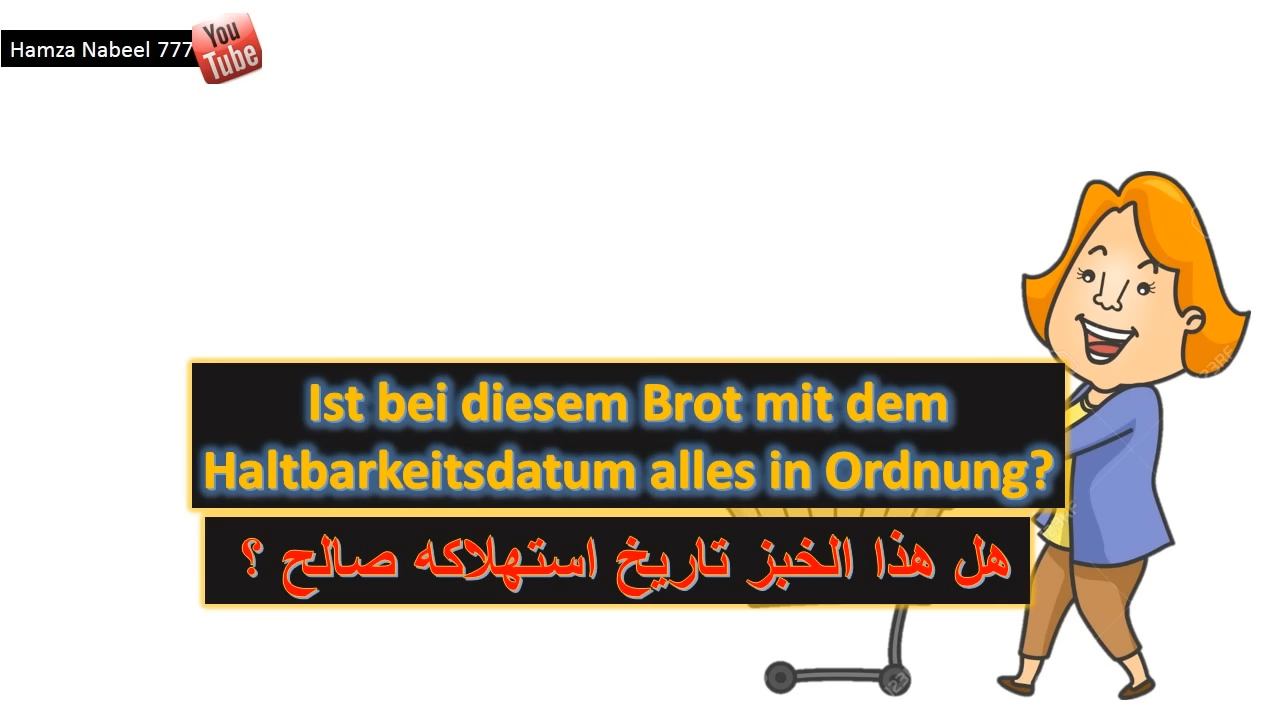 Hamza Nabeel 777
You
Tube
Ist bei diesem Brot mit dem
Haltbarkeitsdatum alles in Ordnung?
هل هذا الخبز تاريخ استهلاكه صالح ؟
123RF